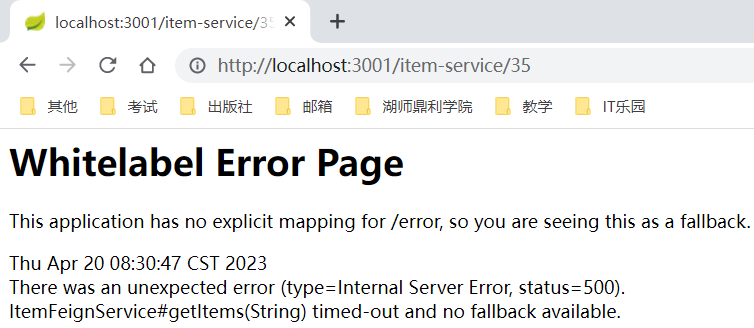 localhost:3001/item-service/35
http://localhost:3001/item-service/35
其他 考试 出版社 邮箱 湖师鼎利学院 教学 IT乐园
Whitelabel Error Page
This application has no explicit mapping for /error, so you are seeing this as a fallback.
Thu Apr 20 08:30:47 CST 2023
There was an unexpected error (type=Internal Server Error, status=500).
ItemFeignService#getItems(String) timed-out and no fallback available.